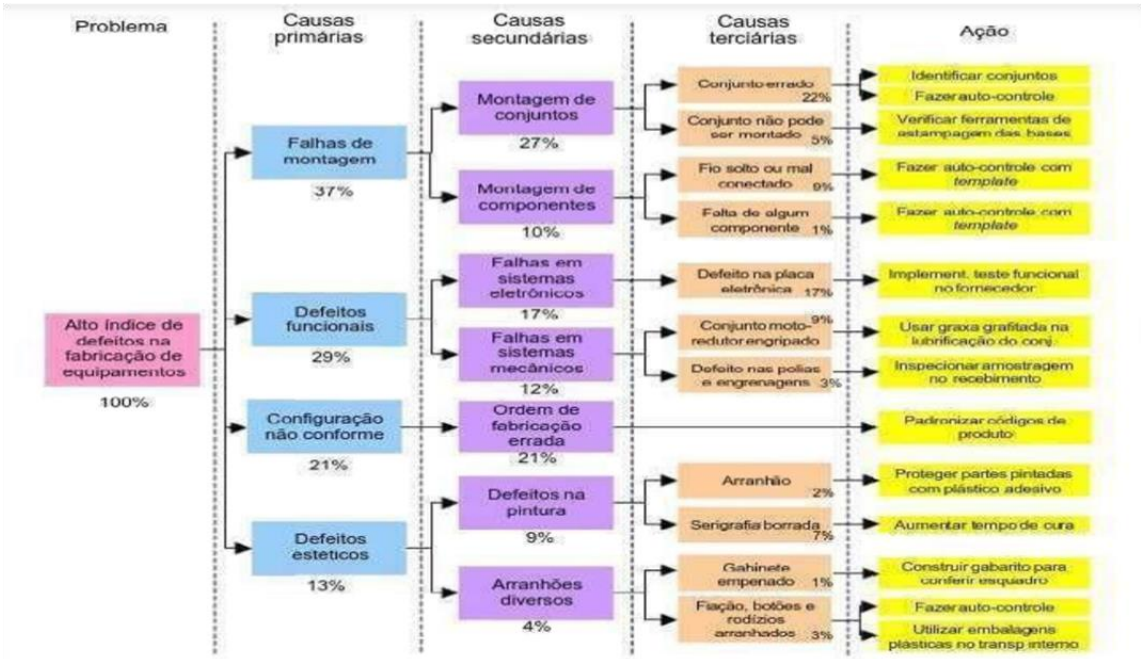 Problema
Causas
primárias
Causas
secundárias
Causas
terciárias
Ação
Alto índice de
defeitos na
fabricação de
equipamentos
100%
Falhas de
montagem
37%
Defeitos
funcionais
29%
Configuração
não conforme
21%
Defeitos
estéticos
13%
Montagem de
conjuntos
27%
Montagem de
componentes
10%
Falhas em
sistemas
eletrônicos
17%
Falhas em
sistemas
mecânicos
12%
Ordem de
fabricação
errada
21%
Defeitos na
pintura
9%
Arranhões
diversos
4%
Conjunto errado
22%
Conjunto não pode
ser montado 5%
Fio solto ou mal
conectado 9%
Falta de algum
componente 1%
Defeito na placa
eletrônica 17%
9%
Conjunto moto-
redutor engripado
Defeito nas polias
e engrenagens 3%
Arranhão
2%
Serigrafia borrada
7%
Gabinete
empenado 1%
Fiação, botões e
rodízios
arranhados 3%
Identificar conjuntos
Fazer auto-controle
Verificar ferramentas de
estampagem das bases
Fazer auto-controle com
template
Fazer auto-controle com
template
Implement. teste funcional
no fornecedor
Usar graxa grafitada na
lubrificação do conj.
Inspecionar amostragem
no recebimento
Padronizar códigos de
produto
Proteger partes pintadas
com plástico adesivo
Aumentar tempo de cura
Construir gabarito para
conferir esquadro
Fazer auto-controle
Utilizar embalagens
plásticas no transp interno